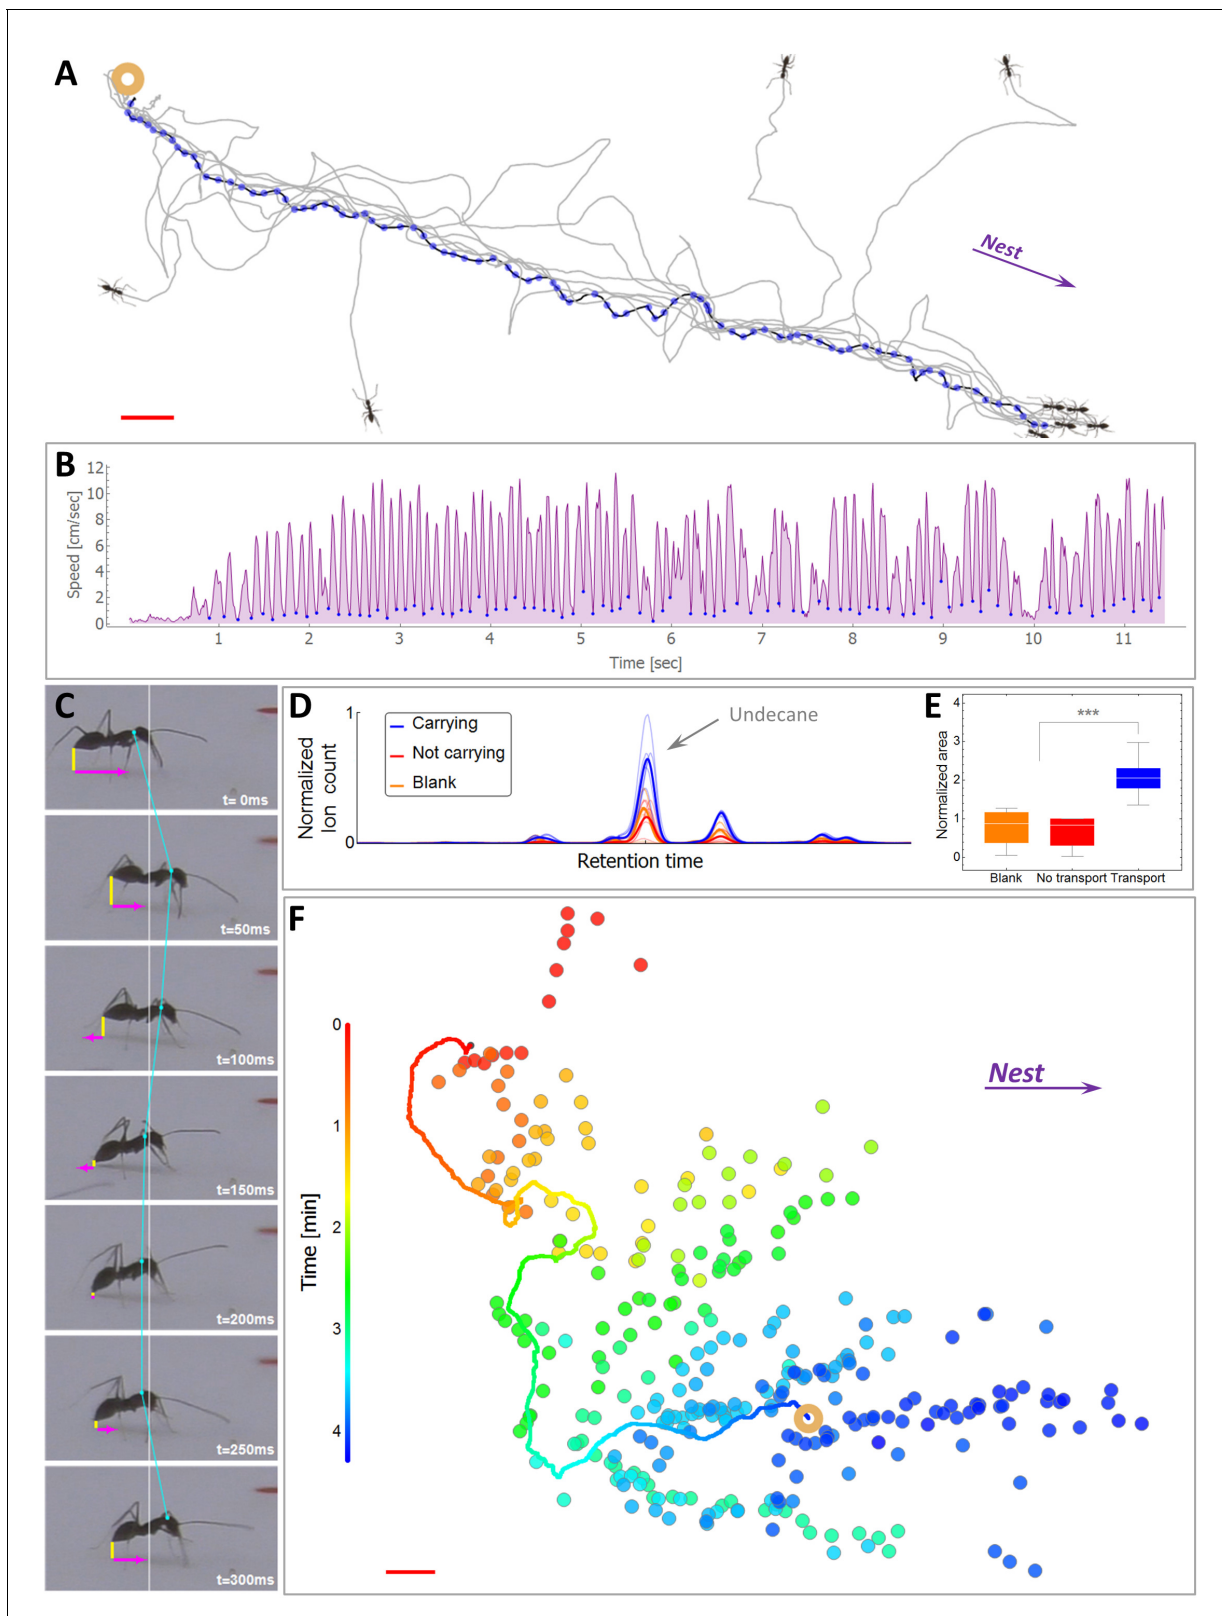 A
Nest
B
Speed [cm/sec]
12
10
8
6
4
2
0
1 2 3 4 5 6 7 8 9 10 11
Time [sec]
C
t= 0ms
t=50ms
t=100ms
t=150ms
t=200ms
t=250ms
t=300ms
D
Normalized
Ion count
1
0
Carrying
Not carrying
Blank
Undecane
Retention time
E
Normalized area
4
3
2
1
0
***
Blank No transport Transport
F
Time [min]
0
1
2
3
4
Nest